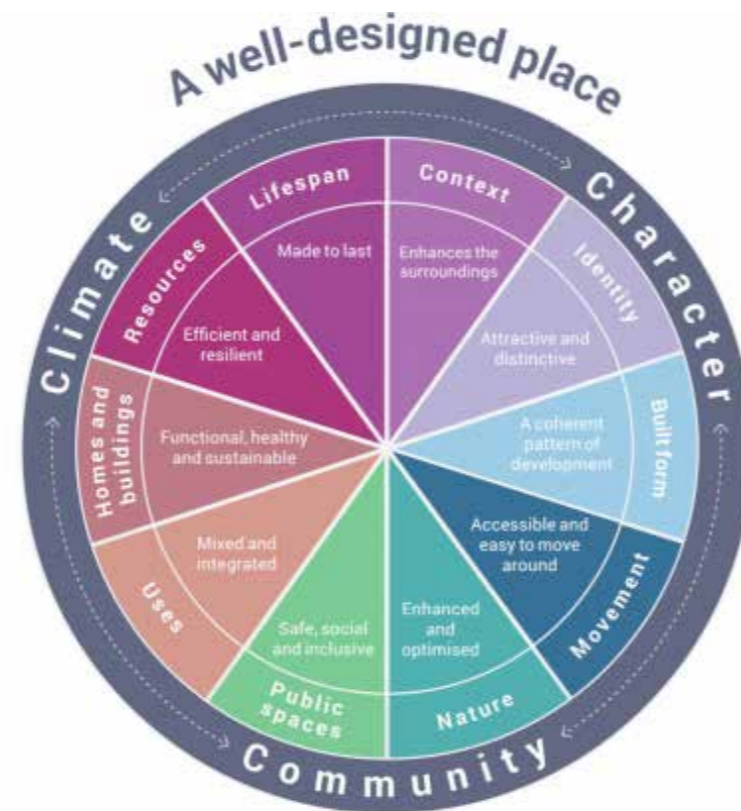 A well-designed place
Climate
Character
Community
Context
Enhances the
surroundings
Identity
Attractive and
distinctive
Built form
A coherent
pattern of
development
Movement
Accessible and
easy to move
around
Nature
Enhanced
and
optimised
Public
spaces
Safe, social
and inclusive
Uses
Mixed and
integrated
Homes and
buildings
Functional, healthy
and sustainable
Resources
Efficient and
resilient
Lifespan
Made to last